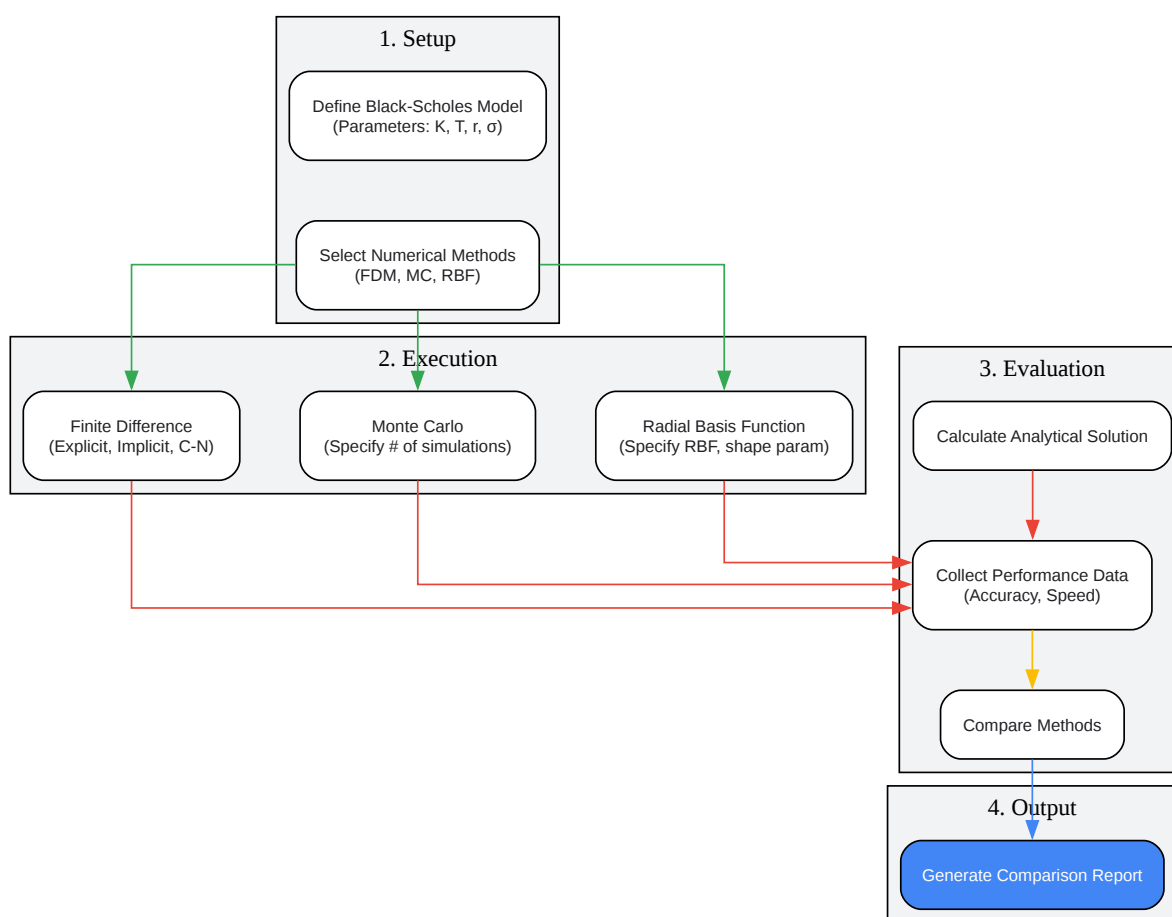 1. Setup
Define Black-Scholes Model
(Parameters: K, T, r, σ)
Select Numerical Methods
(FDM, MC, RBF)
2. Execution
Finite Difference
(Explicit, Implicit, C-N)
Monte Carlo
(Specify # of simulations)
Radial Basis Function
(Specify RBF, shape param)
3. Evaluation
Calculate Analytical Solution
Collect Performance Data
(Accuracy, Speed)
Compare Methods
4. Output
Generate Comparison Report